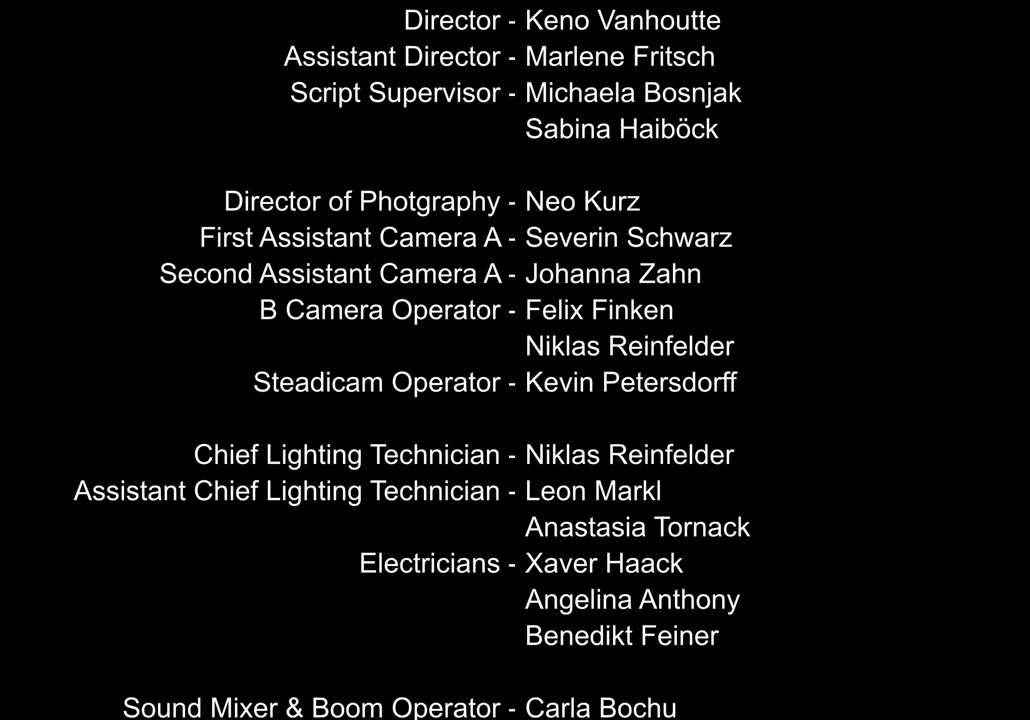 Director - Keno Vanhoutte
Assistant Director - Marlene Fritsch
Script Supervisor - Michaela Bosnjak
Sabina Haiböck
Director of Photgraphy - Neo Kurz
First Assistant Camera A - Severin Schwarz
Second Assistant Camera A - Johanna Zahn
B Camera Operator - Felix Finken
Niklas Reinfelder
Steadicam Operator - Kevin Petersdorff
Chief Lighting Technician - Niklas Reinfelder
Assistant Chief Lighting Technician - Leon Markl
Anastasia Tornack
Electricians - Xaver Haack
Angelina Anthony
Benedikt Feiner
Sound Mixer & Boom Operator - Carla Bochu